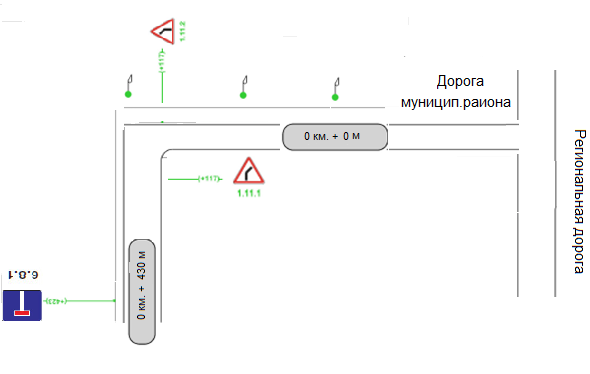 1.11.2
(+117)
Дорога
муницип.раиона
0 км. + 0 м
Региональная дорога
(+117)
1.11.1
6.8.1
(+423)
0 км. + 430 м